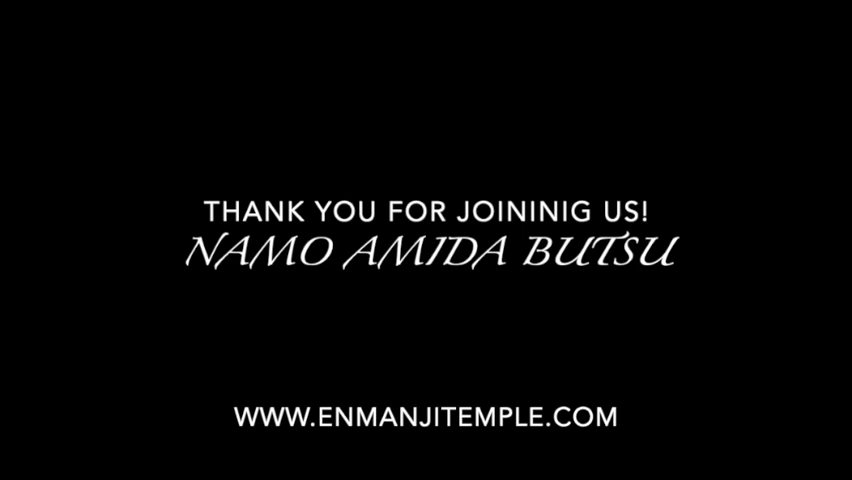 THANK YOU FOR JOININIG US!
NAMO AMIDA BUTSU
WWW.ENMANJITEMPLE.COM